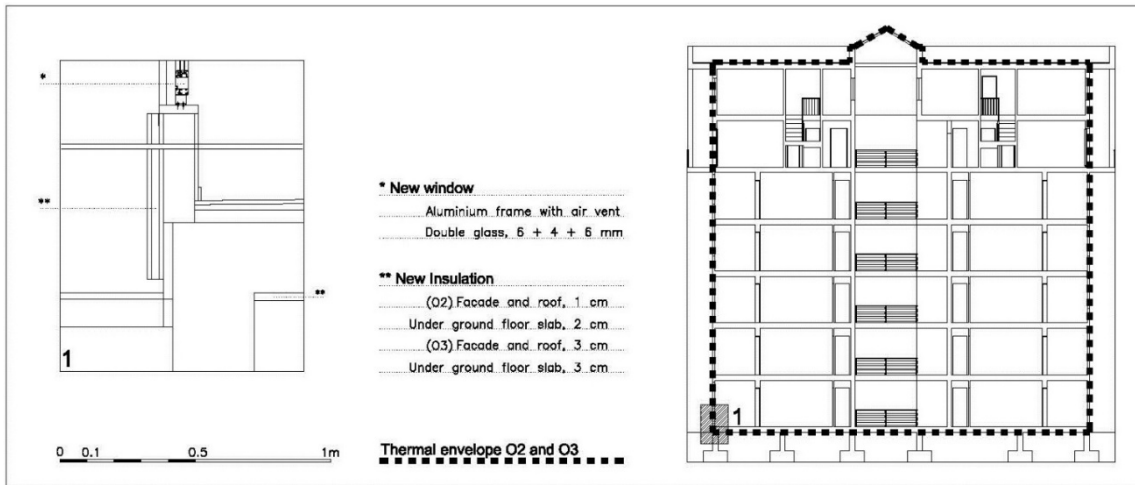 *
**
**
1
0 0.1 0.5 1m
* New window
Aluminium frame with air vent
Double glass, 6 + 4 + 6 mm
** New Insulation
(O2) Facade and roof, 1 cm
Under ground floor slab, 2 cm
(O3) Facade and roof, 3 cm
Under ground floor slab, 3 cm
Thermal envelope O2 and O3
1